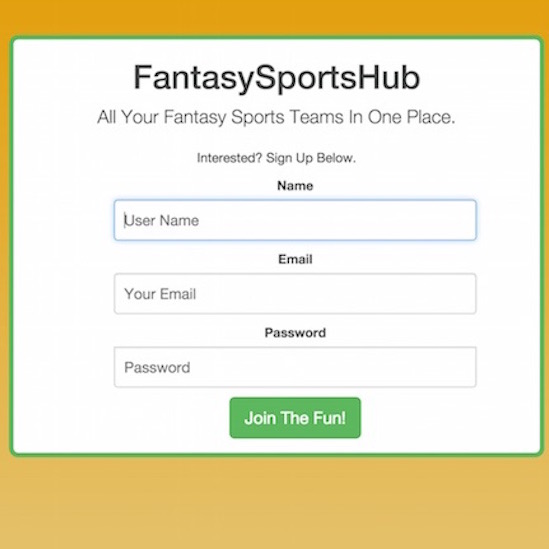 FantasySportsHub
All Your Fantasy Sports Teams In One Place.
Interested? Sign Up Below.
Name
User Name
Email
Your Email
Password
Password
Join The Fun!